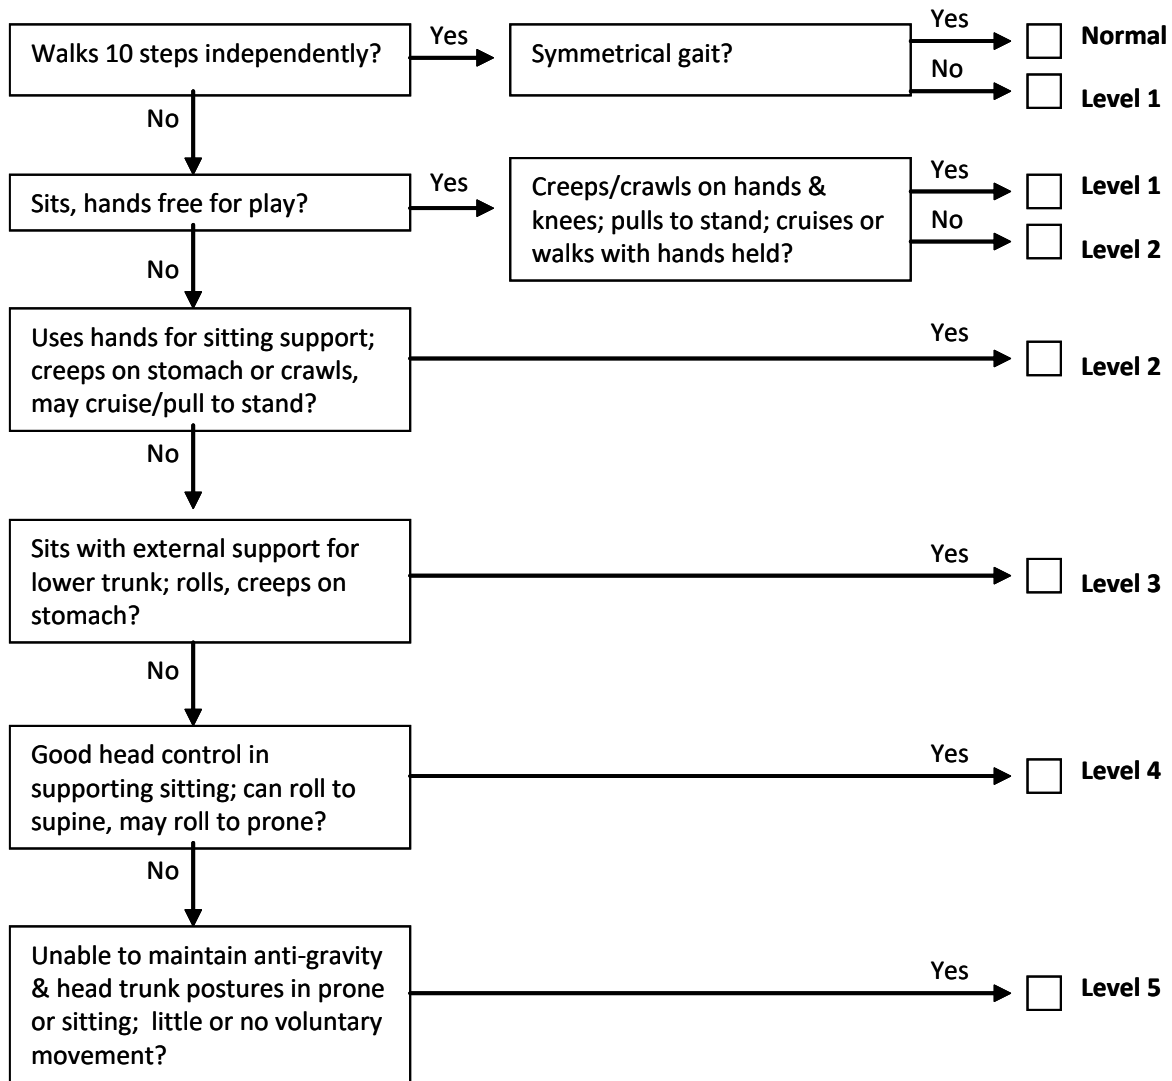 Walks 10 steps independently?
Yes
Symmetrical gait?
Yes
Normal
No
Level 1
No
Sits, hands free for play?
Yes
Creeps/crawls on hands &
knees; pulls to stand; cruises or
walks with hands held?
Yes
Level 1
No
Level 2
No
Uses hands for sitting support;
creeps on stomach or crawls,
may cruise/pull to stand?
Yes
Level 2
No
Sits with external support for
lower trunk; rolls, creeps on
stomach?
Yes
Level 3
No
Good head control in
supporting sitting; can roll to
supine, may roll to prone?
Yes
Level 4
No
Unable to maintain anti-gravity
& head trunk postures in prone
or sitting;  little or no voluntary
movement?
Yes
Level 5